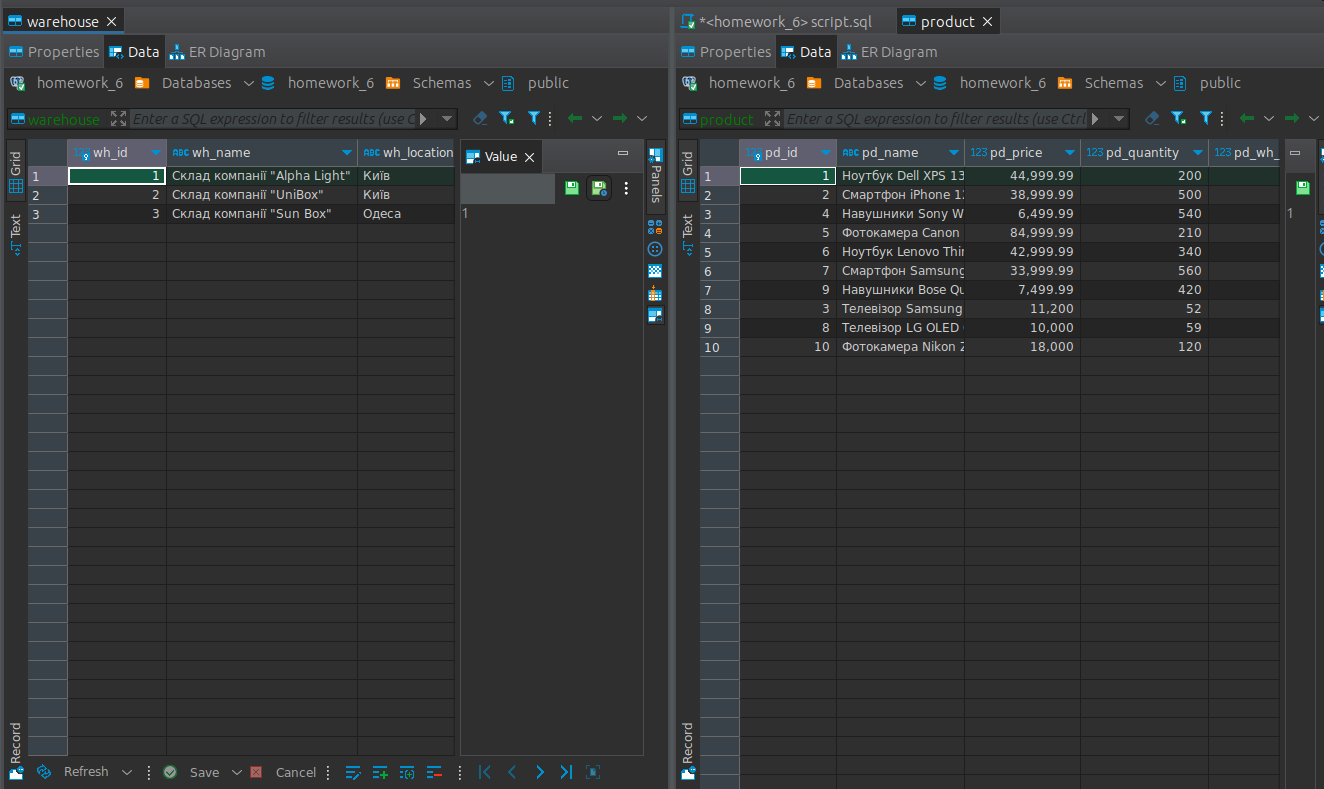 warehouse
Properties Data ER Diagram
homework_6 Databases homework_6 Schemas public
warehouse Enter a SQL expression to filter results (use C
Grid
Text
Record
wh_id wh_name wh_location
1 1 Склад компанії "Alpha Light" Київ
2 2 Склад компанії "UniBox" Київ
3 3 Склад компанії "Sun Box" Одеса
Value
1
Panels
Refresh Save Cancel
*<homework_6> script.sql product
Properties Data ER Diagram
homework_6 Databases homework_6 Schemas public
product Enter a SQL expression to filter results (use Ctrl
Grid
Text
Record
123 pd_id ABC pd_name 123 pd_price 123 pd_quantity 123 pd_wh_
1 1 Ноутбук Dell XPS 13 44,999.99 200
2 2 Смартфон iPhone 12 38,999.99 500
3 4 Навушники Sony W 6,499.99 540
4 5 Фотокамера Canon 84,999.99 210
5 6 Ноутбук Lenovo Thin 42,999.99 340
6 7 Смартфон Samsung 33,999.99 560
7 9 Навушники Bose Qu 7,499.99 420
8 3 Телевізор Samsung 11,200 52
9 8 Телевізор LG OLED 10,000 59
10 10 Фотокамера Nikon Z 18,000 120
1